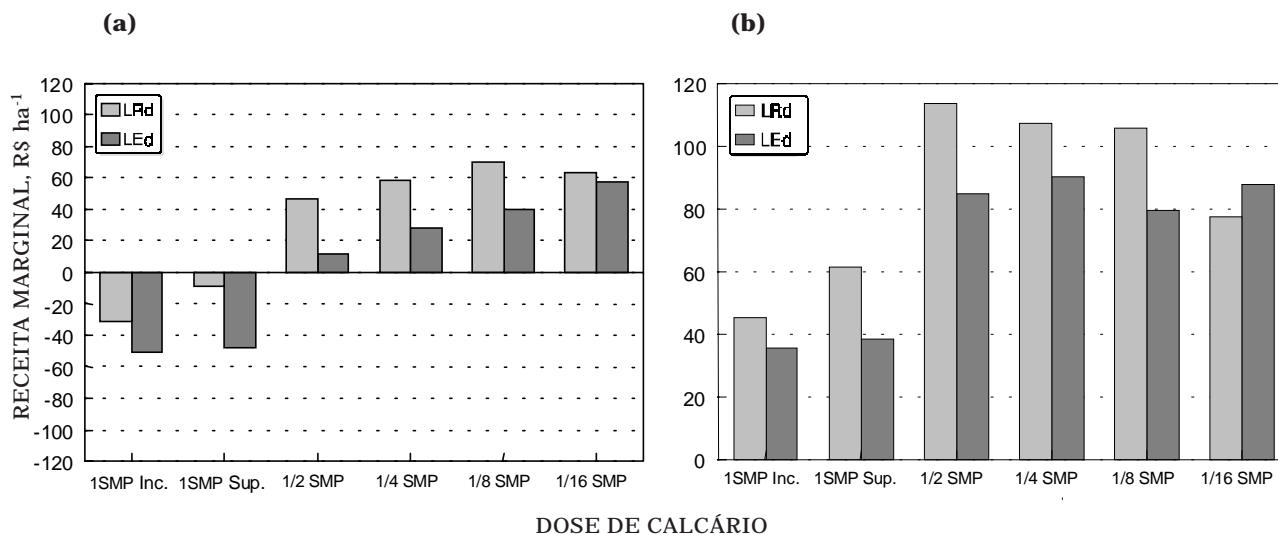 (a)
(b)
RECEITA MARGINAL, R$ ha⁻¹
120
100
80
60
40
20
0
-20
-40
-60
-80
-100
-120
LRd
LEd
1SMP Inc.
1SMP Sup.
1/2 SMP
1/4 SMP
1/8 SMP
1/16 SMP
120
100
80
60
40
20
0
LRd
LEd
1SMP Inc.
1SMP Sup.
1/2 SMP
1/4 SMP
1/8 SMP
1/16 SMP
DOSE DE CALCÁRIO